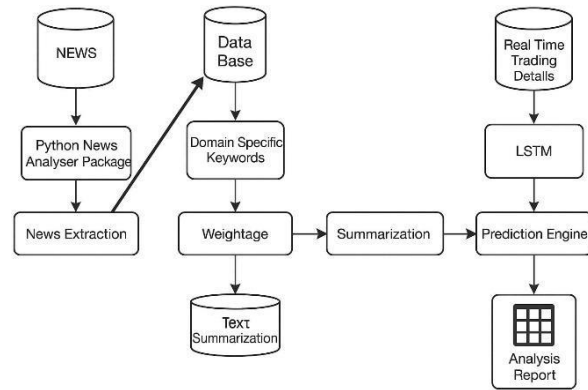 NEWS
Python News
Analyser Package
News Extraction
Data
Base
Domain Specific
Keywords
Weightage
Text
Summarization
Summarization
Real Time
Trading
Details
LSTM
Prediction Engine
Analysis
Report